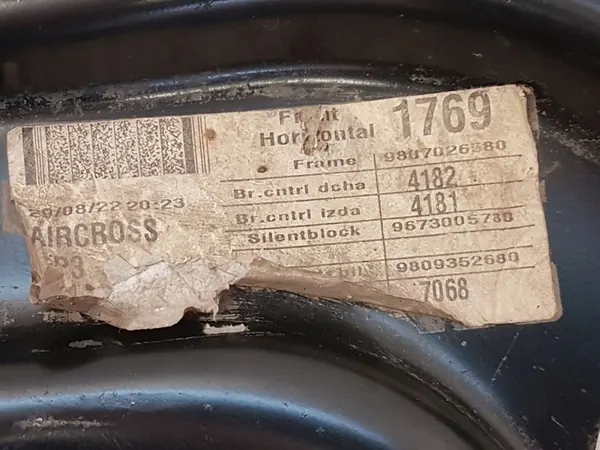 Front
Horizontal 1769
Frame 9807026580
Br.cntrl dcha 4182
Br.cntrl izda 4181
Silentblock 9673005780
9809352680
7068
29/08/22 20:23
AIRCROSS